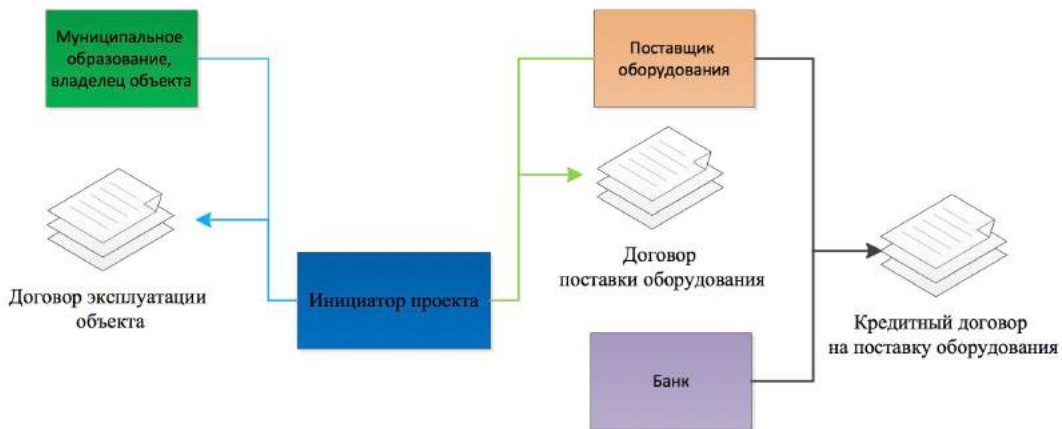 Муниципальное
образование,
владелец объекта
Поставщик
оборудования
Договор эксплуатации
объекта
Инициатор проекта
Договор
поставки оборудования
Банк
Кредитный договор
на поставку оборудования